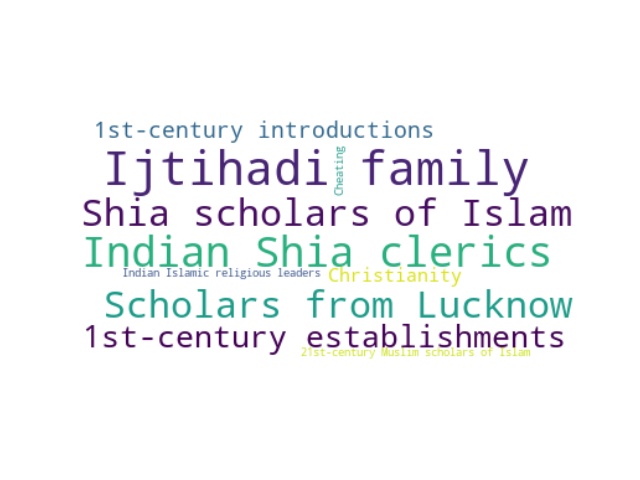 1st-century introductions
Ijtihadi family
Cheating
Shia scholars of Islam
Indian Shia clerics
Indian Islamic religious leaders
Christianity
Scholars from Lucknow
1st-century establishments
21st-century Muslim scholars of Islam